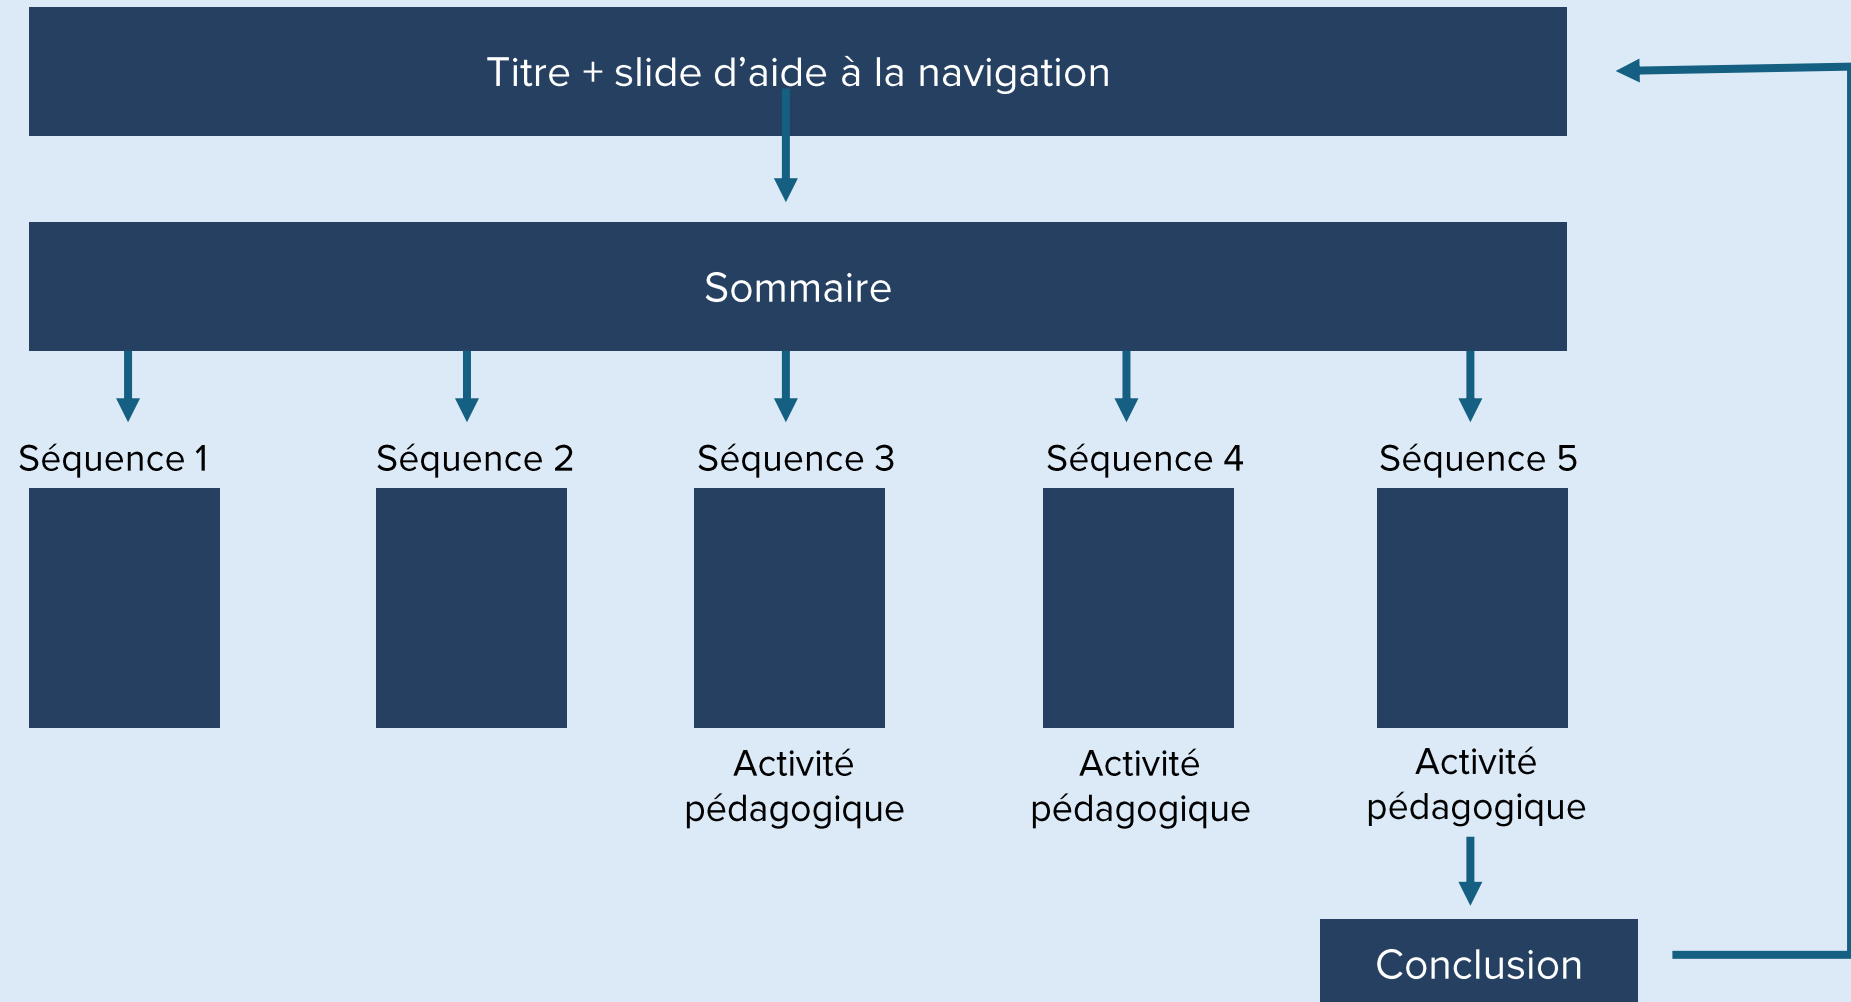 Titre + slide d’aide à la navigation
Sommaire
Séquence 1
Séquence 2
Séquence 3
Séquence 4
Séquence 5
Activité
pédagogique
Activité
pédagogique
Activité
pédagogique
Conclusion